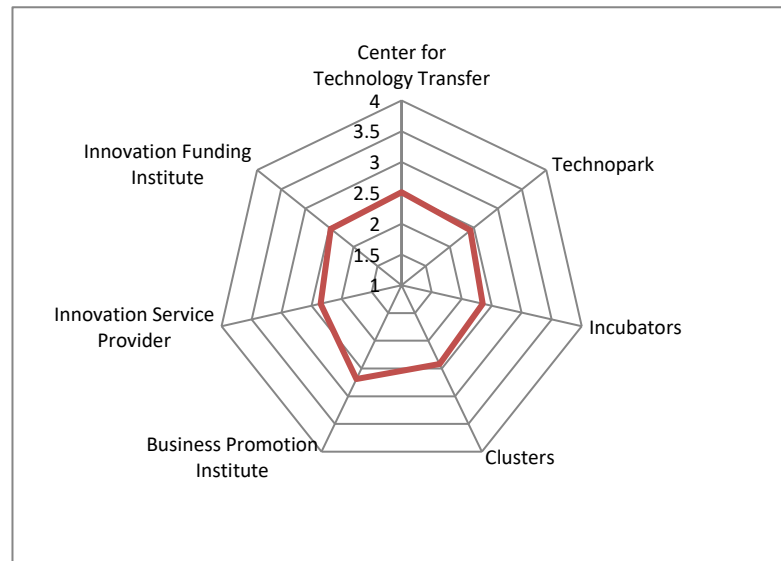 Center for
Technology Transfer
4
3.5
3
2.5
2
1.5
1
Technopark
Incubators
Clusters
Business Promotion
Institute
Innovation Service
Provider
Innovation Funding
Institute